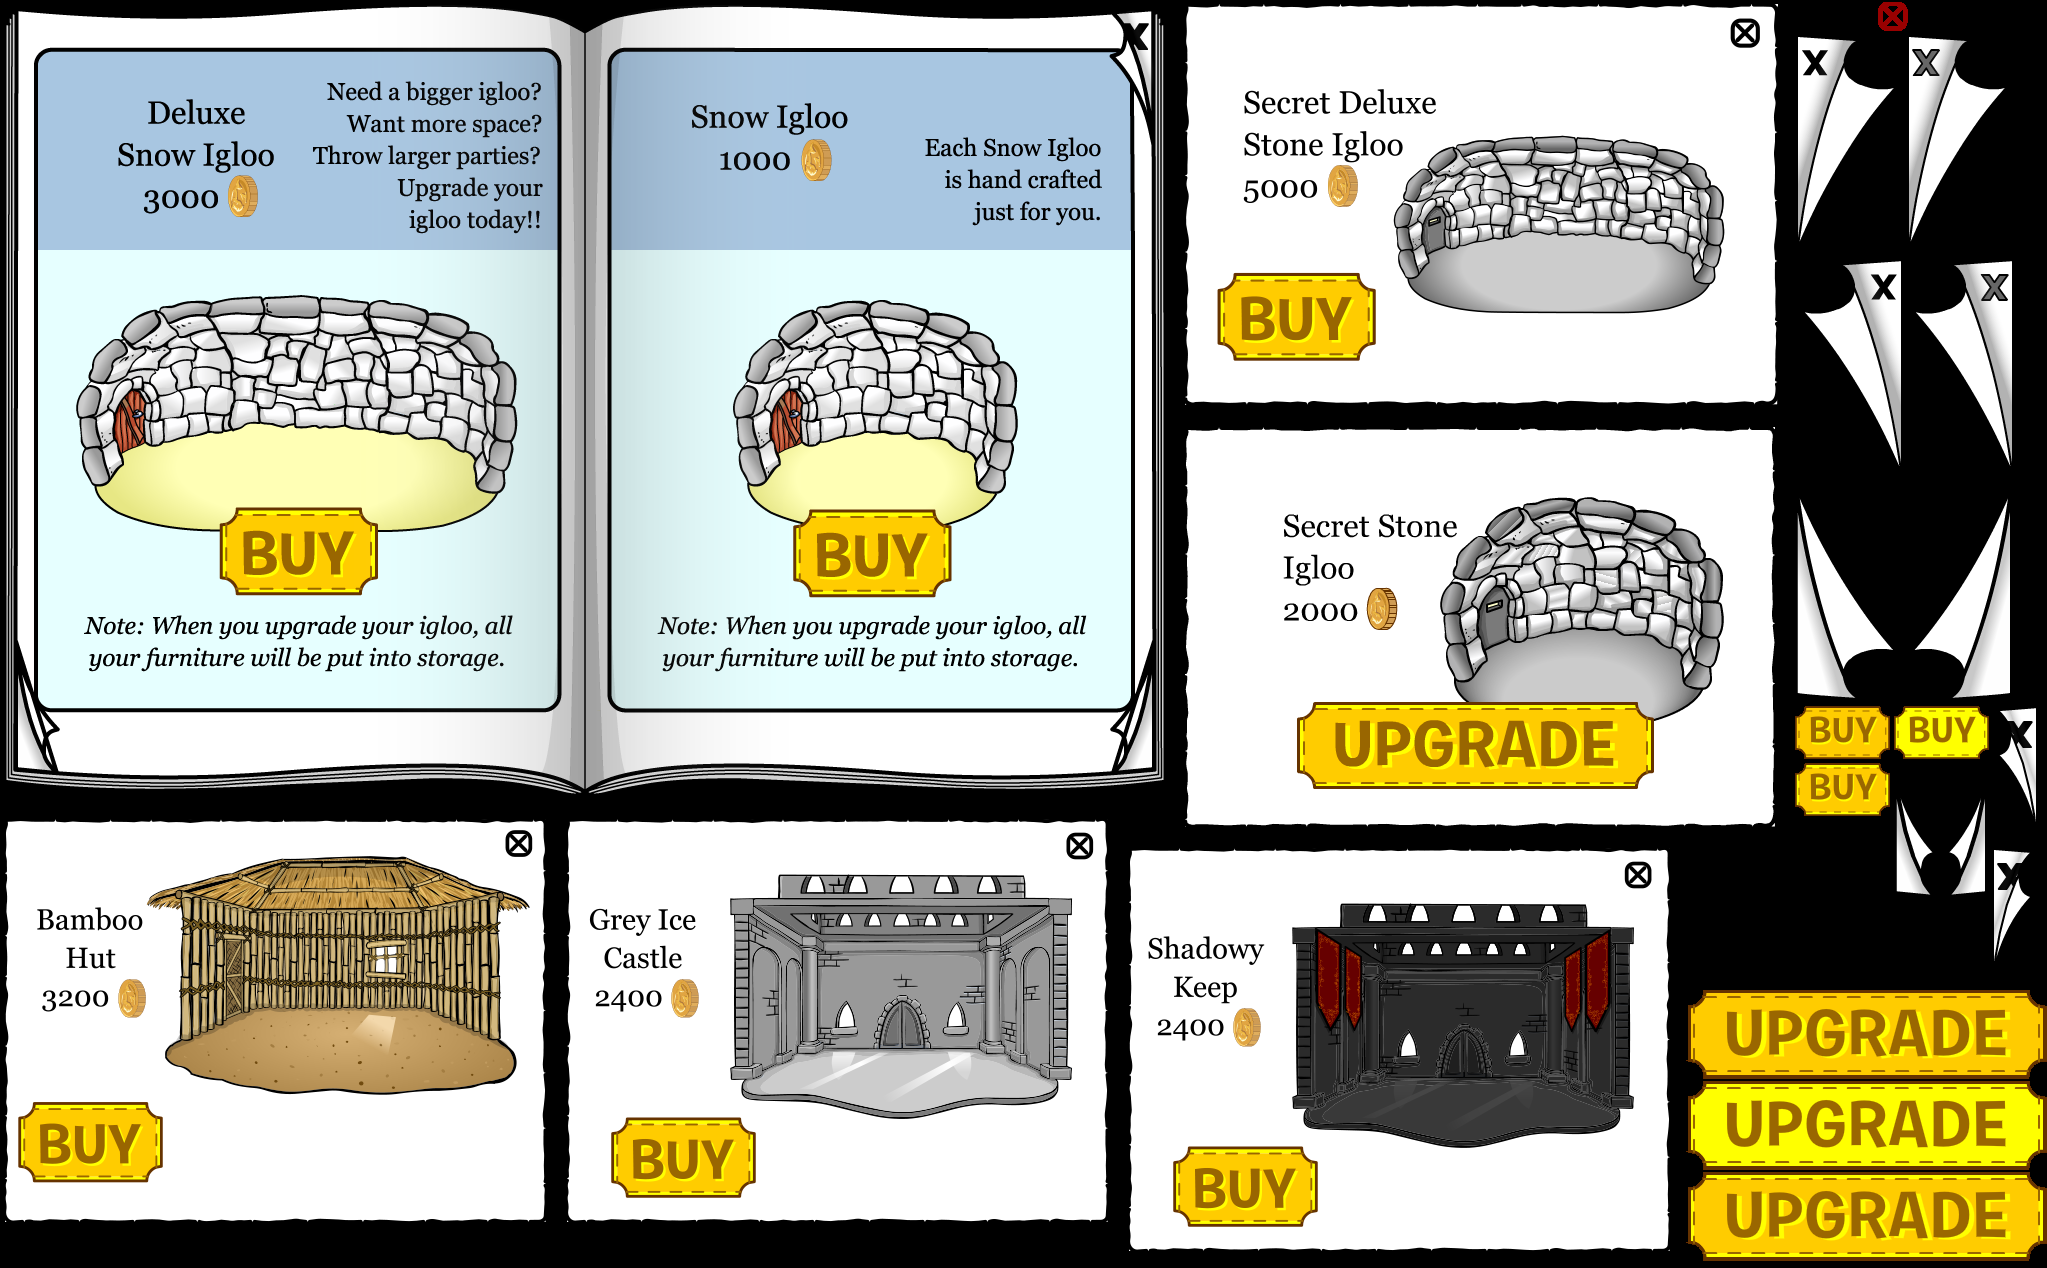 Deluxe
Snow Igloo
3000
Need a bigger igloo?
Want more space?
Throw larger parties?
Upgrade your
igloo today!!
BUY
Note: When you upgrade your igloo, all
your furniture will be put into storage.
X
Snow Igloo
1000
Each Snow Igloo
is hand crafted
just for you.
BUY
Note: When you upgrade your igloo, all
your furniture will be put into storage.
Secret Deluxe
Stone Igloo
5000
BUY
Secret Stone
Igloo
2000
UPGRADE
Bamboo
Hut
3200
BUY
Grey Ice
Castle
2400
BUY
Shadowy
Keep
2400
BUY
X
X
X
X
BUY
BUY
X
BUY
X
UPGRADE
UPGRADE
UPGRADE